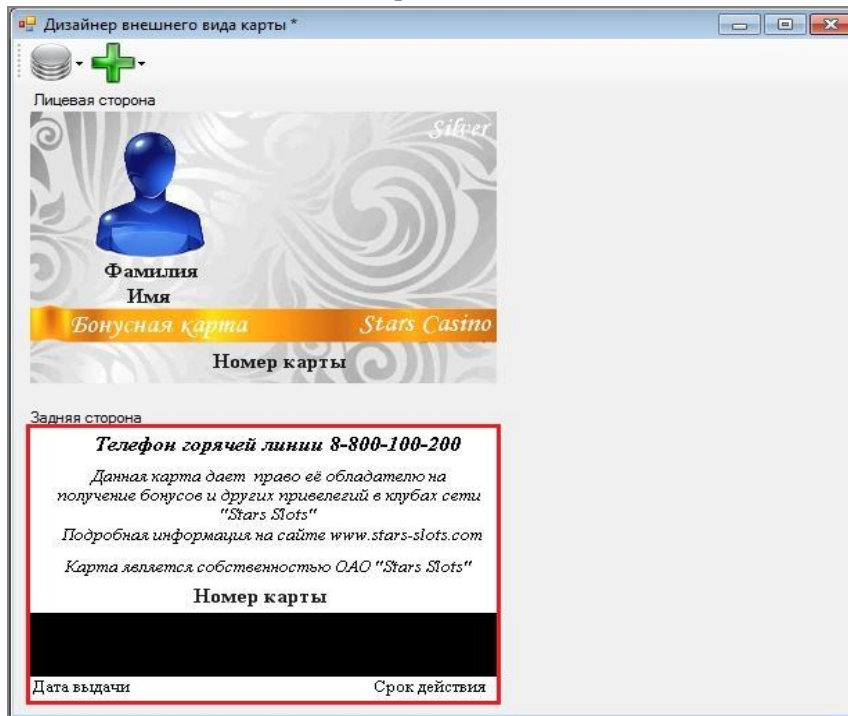 Дизайнер внешнего вида карты *
Лицевая сторона
Silver
Фамилия
Имя
Бонусная карта
Stars Casino
Номер карты
Задняя сторона
Телефон горячей линии 8-800-100-200
Данная карта дает право её обладателю на
получение бонусов и других привелегий в клубах сети
"Stars Slots"
Подробная информация на сайте www.stars-slots.com
Карта является собственностью ОАО "Stars Slots"
Номер карты
Дата выдачи
Срок действия